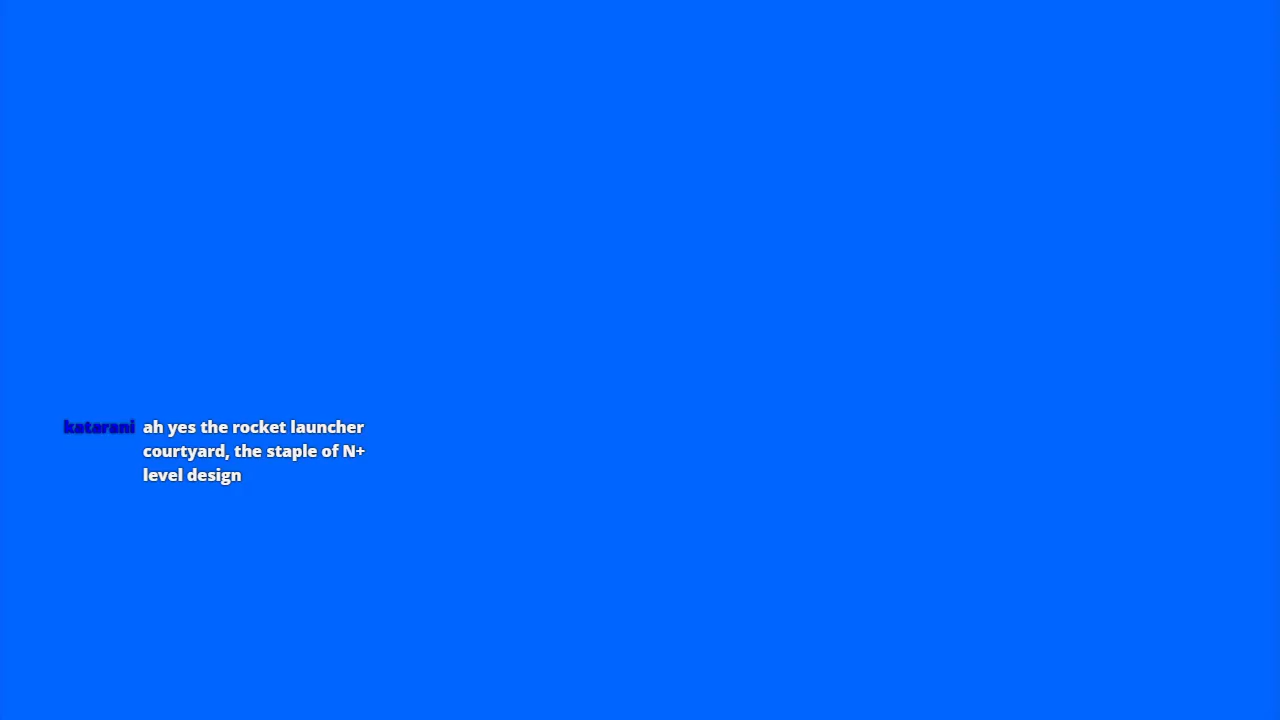 katarani ah yes the rocket launcher
courtyard, the staple of N+
level design